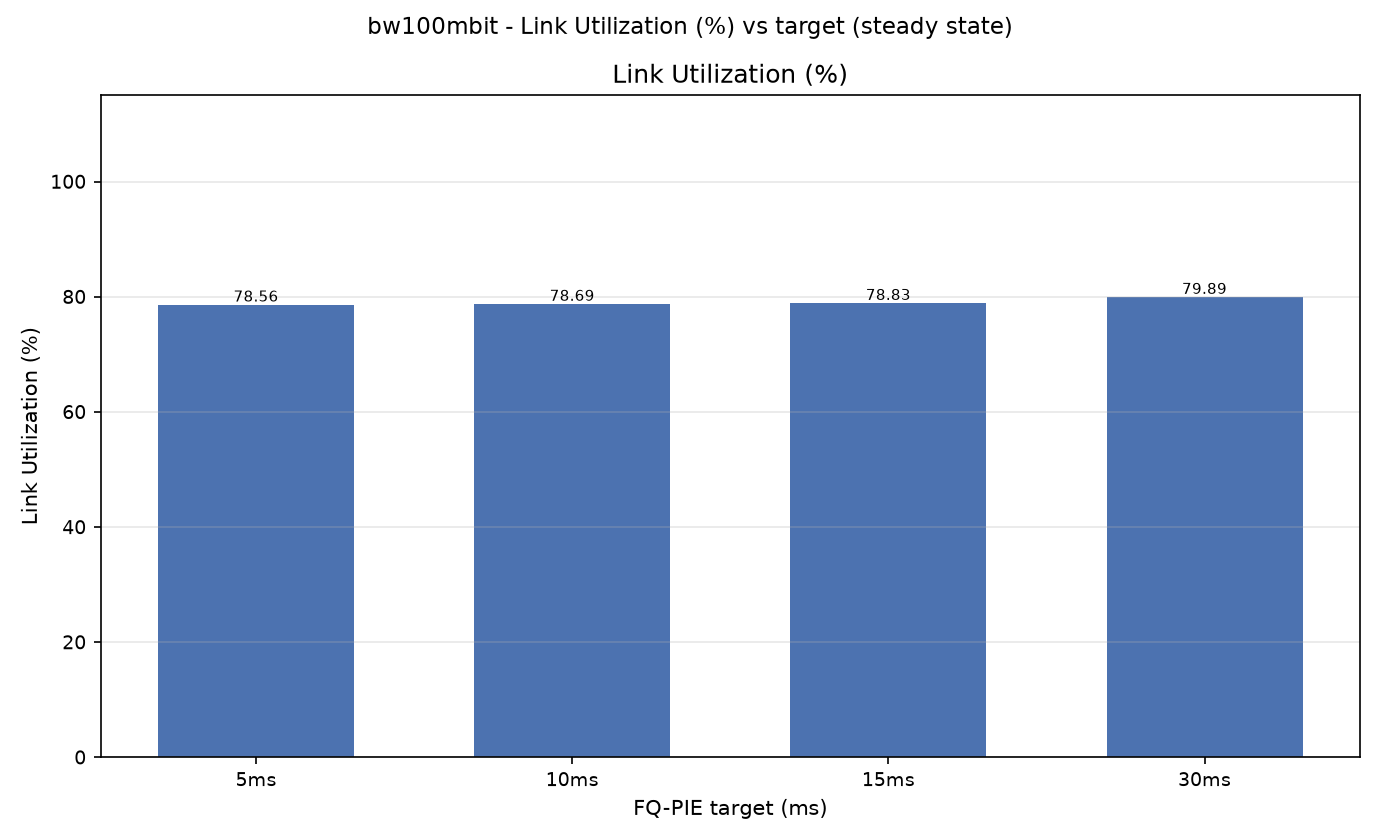 bw100mbit - Link Utilization (%) vs target (steady state)
Link Utilization (%)
Link Utilization (%)
100
80
60
40
20
0
78.56
78.69
78.83
79.89
5ms
10ms
15ms
30ms
FQ-PIE target (ms)